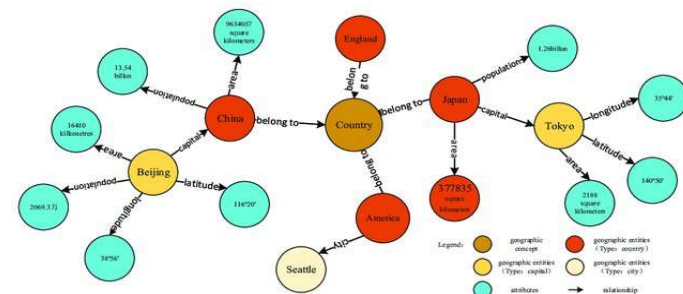 9634057
square
kilometers
England
13.54
billon
area
population
belon
g to
1.26billon
population
China
belong to
Country
belong to
Japan
capital
longitude
35°44'
16410
killometres
area
capital
Tokyo
latitude
Beijing
population
latitude
longitude
area
belong to
area
140°50'
2069.3万
116°20'
377835
square
kilometers
2188
square
kilometers
38°56'
America
city
Seattle
Legend:
geographic
concept
geographic entities
(Type: country)
geographic entities
(Type: capital)
geographic entities
(Type: city)
attributes
relationship